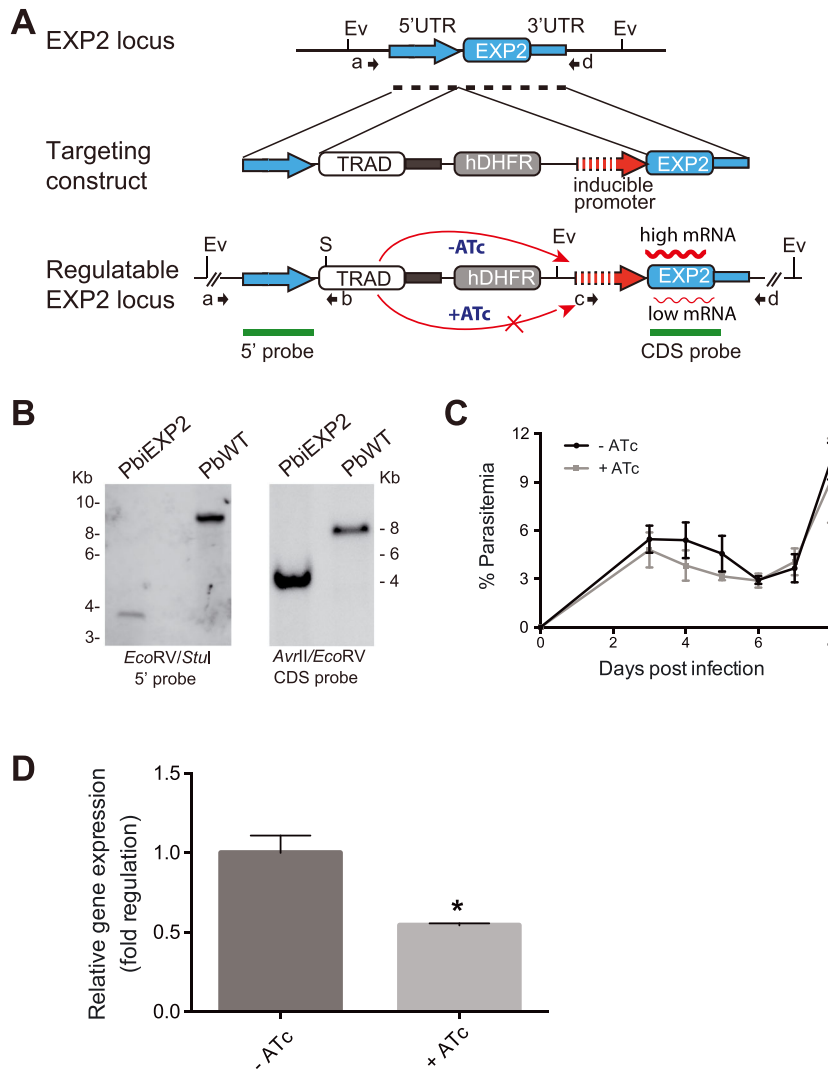 A
EXP2 locus
Ev
5'UTR
3'UTR
Ev
EXP2
a
d
Targeting
construct
TRAD
hDHFR
EXP2
inducible
promoter
Regulatable
EXP2 locus
Ev
S
-ATc
Ev
high mRNA
Ev
TRAD
hDHFR
EXP2
a
b
+ATc
c
low mRNA
d
5' probe
CDS probe
B
PbiEXP2
PbWT
PbiEXP2
PbWT
Kb
Kb
10-
8-
6-
4-
3-
- 8
- 6
- 4
EcoRV/StuI
5' probe
AvrII/EcoRV
CDS probe
C
12
9
6
3
0
- ATc
+ ATc
% Parasitemia
0
2
4
6
Days post infection
D
1.5
1.0
0.5
0.0
Relative gene expression
(fold regulation)
*
- ATc
+ ATc